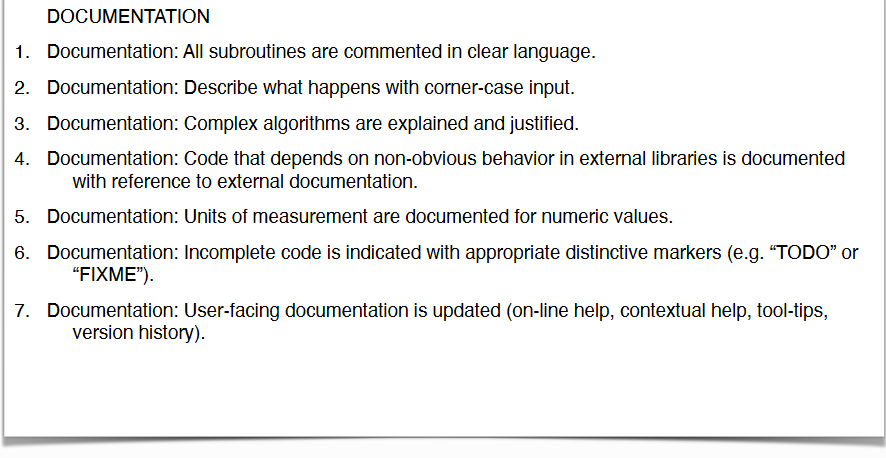 DOCUMENTATION
1. Documentation: All subroutines are commented in clear language.
2. Documentation: Describe what happens with corner-case input.
3. Documentation: Complex algorithms are explained and justified.
4. Documentation: Code that depends on non-obvious behavior in external libraries is documented
with reference to external documentation.
5. Documentation: Units of measurement are documented for numeric values.
6. Documentation: Incomplete code is indicated with appropriate distinctive markers (e.g. “TODO” or
“FIXME”).
7. Documentation: User-facing documentation is updated (on-line help, contextual help, tool-tips,
version history).